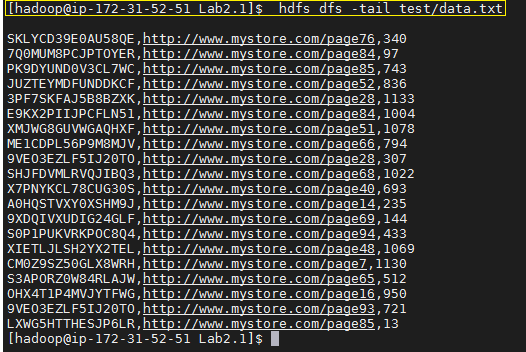 [hadoop@ip-172-31-52-51 Lab2.1]$ hdfs dfs -tail test/data.txt
SKLYCD39E0AU58QE,http://www.mystore.com/page76,340
7Q0MUM8PCJPTOYER,http://www.mystore.com/page84,97
PK9DYUND0V3CL7WC,http://www.mystore.com/page85,743
JUZTEYMDFUNDDKCF,http://www.mystore.com/page52,836
3PF7SKFAJ5B8BZXK,http://www.mystore.com/page28,1133
E9KX2PIIJPCFLN51,http://www.mystore.com/page84,1004
XMJWG8GUVWGAQHXF,http://www.mystore.com/page51,1078
ME1CDPL56P9M8MJV,http://www.mystore.com/page66,794
9VEO3EZLF5IJ20TO,http://www.mystore.com/page28,307
SHJFDVMLRVQJIBQ3,http://www.mystore.com/page68,1022
X7PNYKCL78CUG30S,http://www.mystore.com/page40,693
A0HQSTVXY0XSHM9J,http://www.mystore.com/page14,235
9XDQIVXUDIG24GLF,http://www.mystore.com/page69,144
S0P1PUKVRKPOC8Q4,http://www.mystore.com/page94,433
XIETLJLSH2YX2TEL,http://www.mystore.com/page48,1069
CM0Z9SZ50GLX8WRH,http://www.mystore.com/page7,1130
S3APORZ0W84RLAJW,http://www.mystore.com/page65,512
OHX4T1P4MVJYTFWG,http://www.mystore.com/page16,950
9VEO3EZLF5IJ20TO,http://www.mystore.com/page93,721
LXWG5HTTHESJP6LR,http://www.mystore.com/page85,13
[hadoop@ip-172-31-52-51 Lab2.1]$